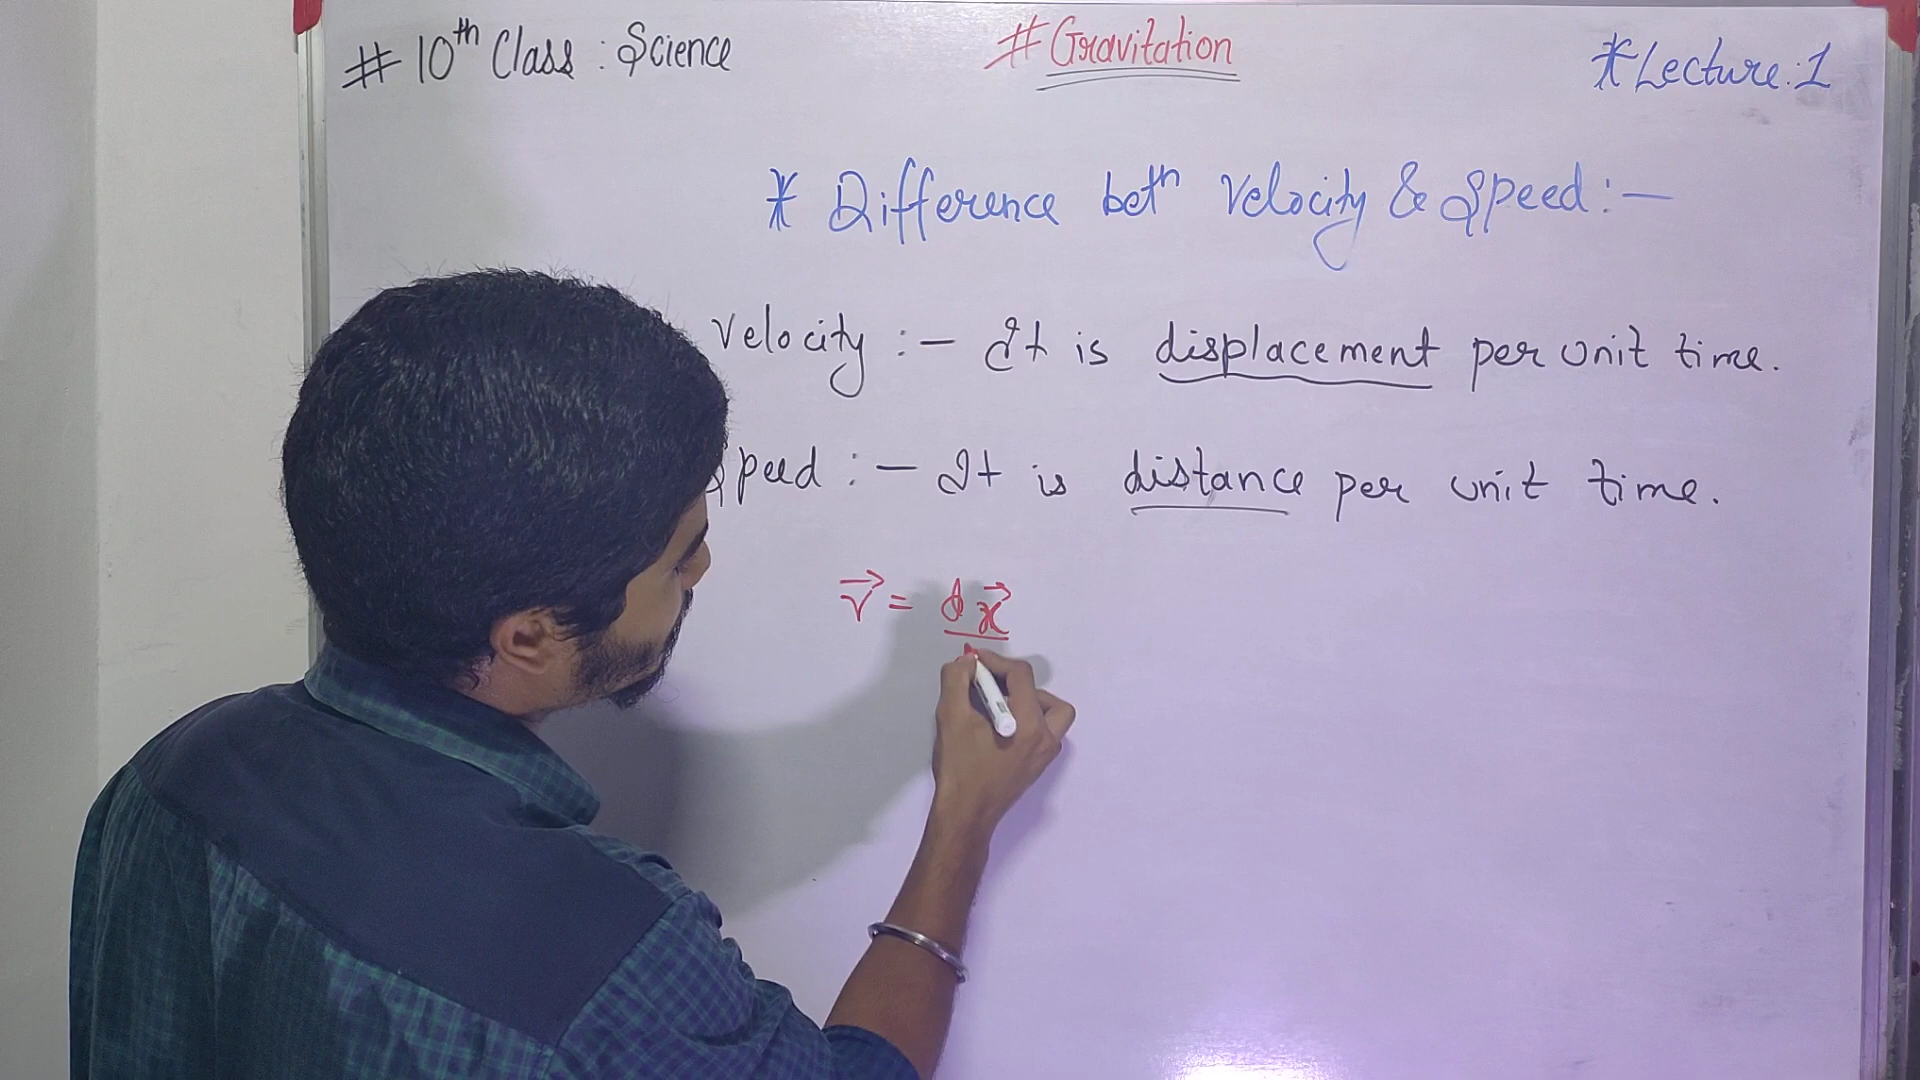 # 10th Class : Science
# Gravitation
* Lecture : 1
* Difference betn Velocity & Speed :-
Velocity :- It is displacement per unit time.
speed :- It is distance per unit time.
v⃗ = d x⃗